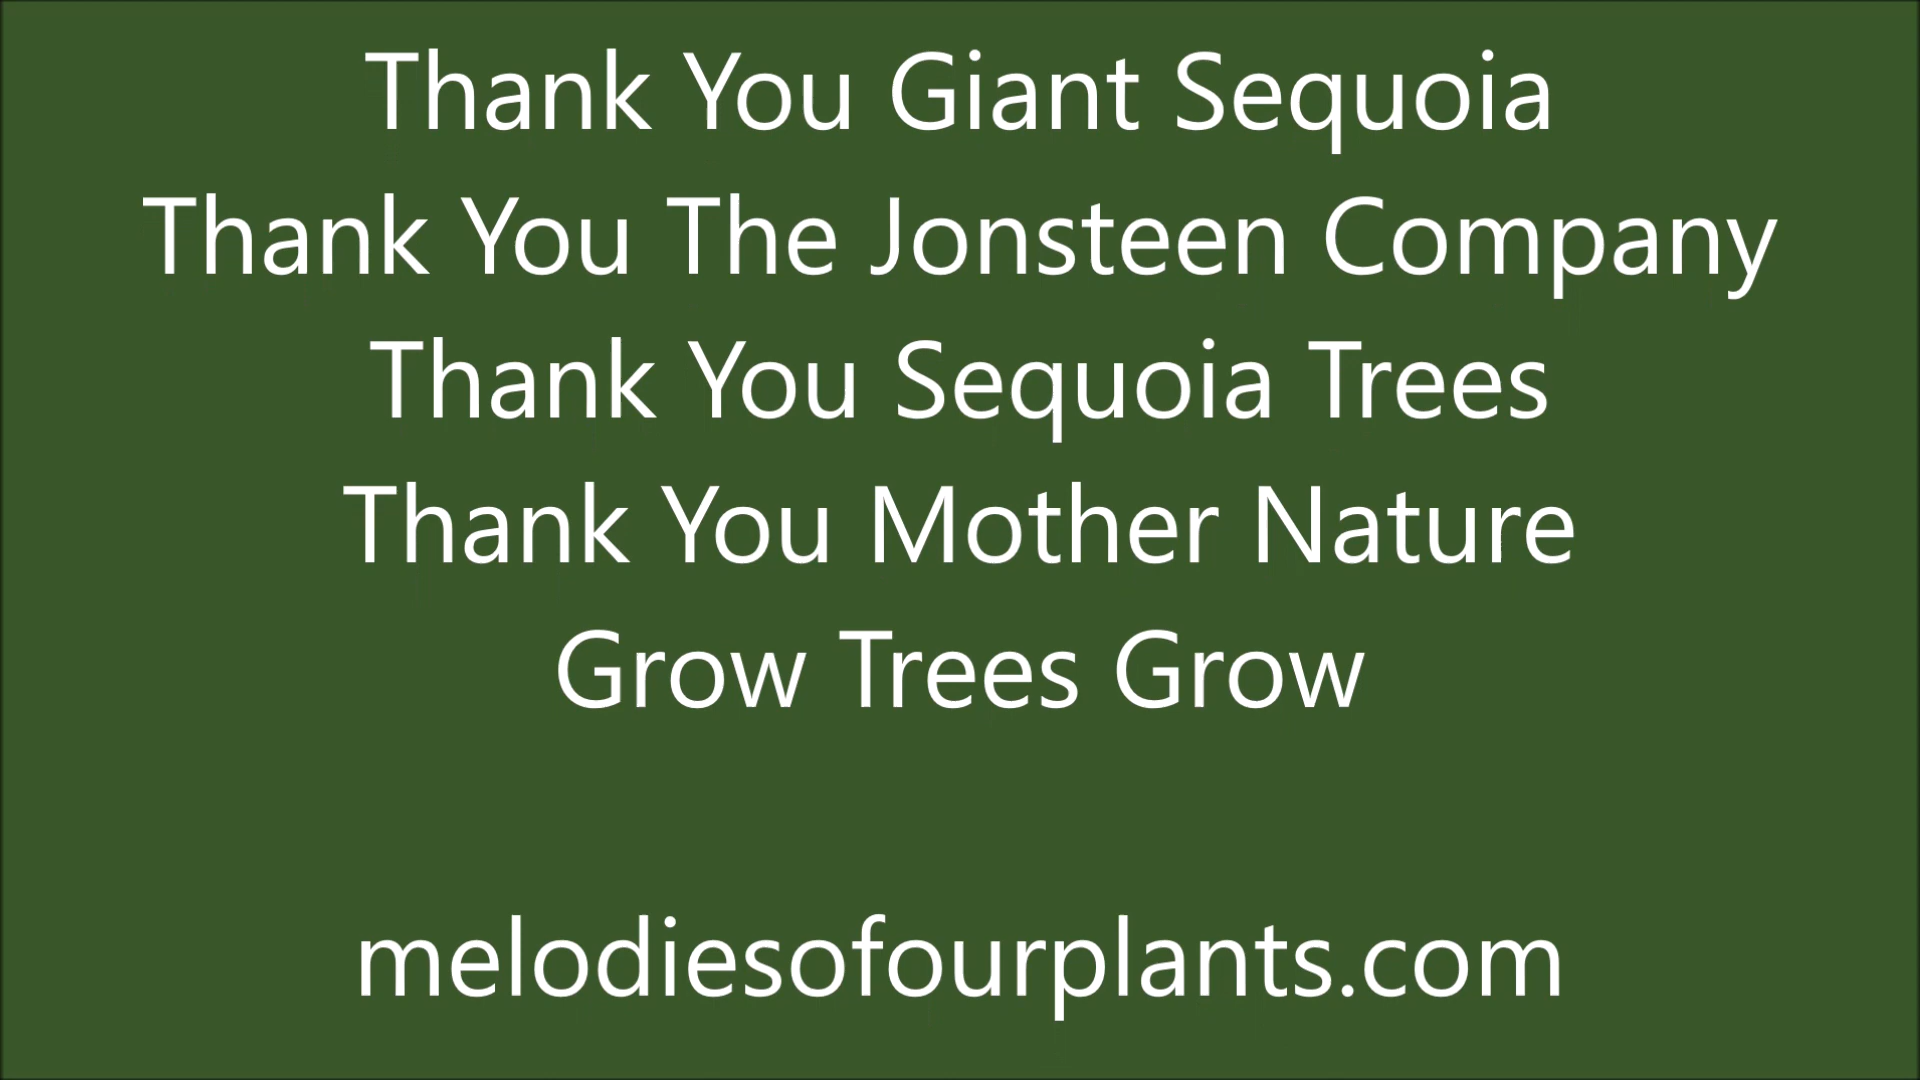 Thank You Giant Sequoia
Thank You The Jonsteen Company
Thank You Sequoia Trees
Thank You Mother Nature
Grow Trees Grow
melodiesofourplants.com